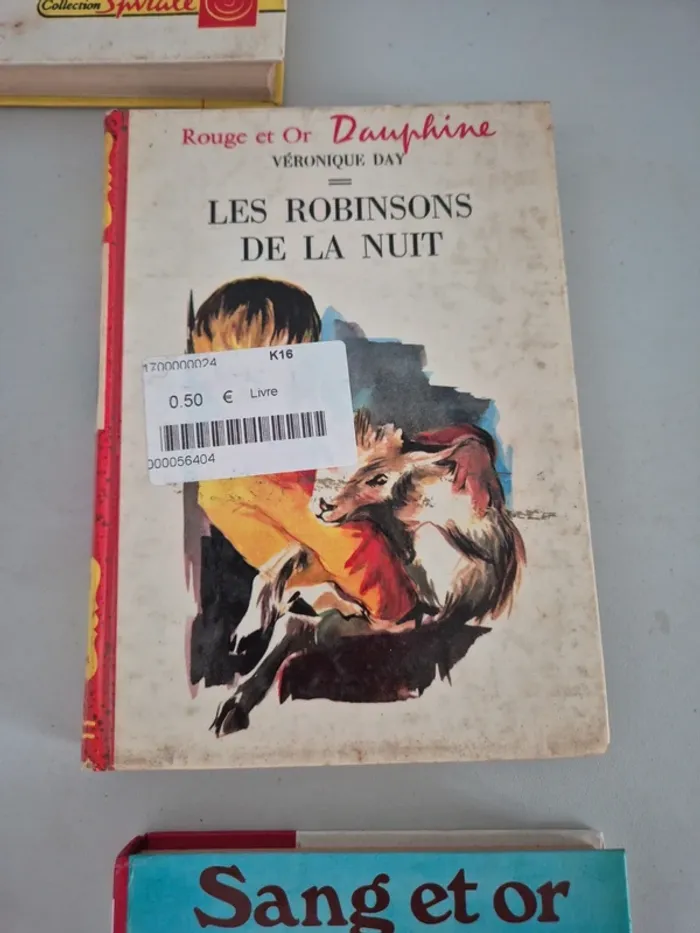 Collection Spirale
Rouge et Or Dauphine
VÉRONIQUE DAY
LES ROBINSONS
DE LA NUIT
1700000024 K16
0.50 € Livre
000056404
Sang et or